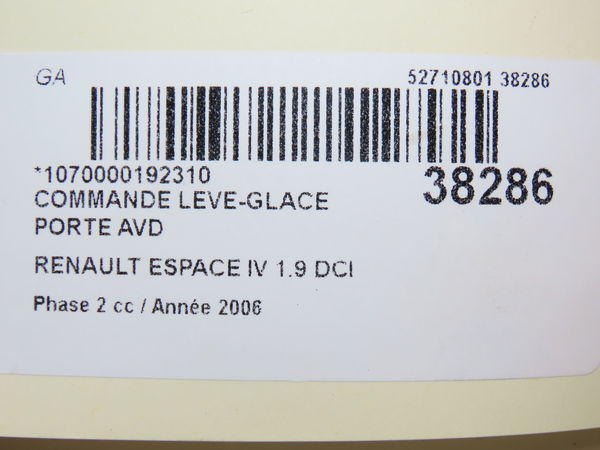 GA 52710801 38286
*1070000192310
38286
COMMANDE LEVE-GLACE
PORTE AVD
RENAULT ESPACE IV 1.9 DCI
Phase 2 cc / Année 2006